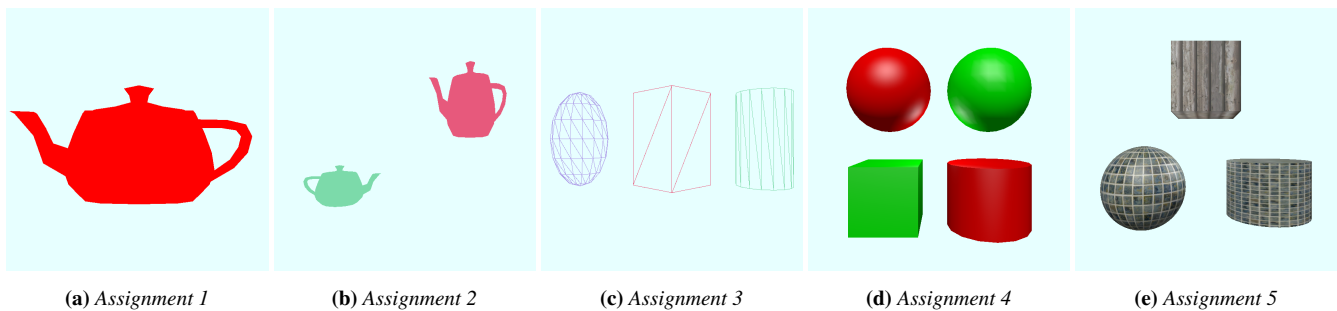 (a) Assignment 1
(b) Assignment 2
(c) Assignment 3
(d) Assignment 4
(e) Assignment 5